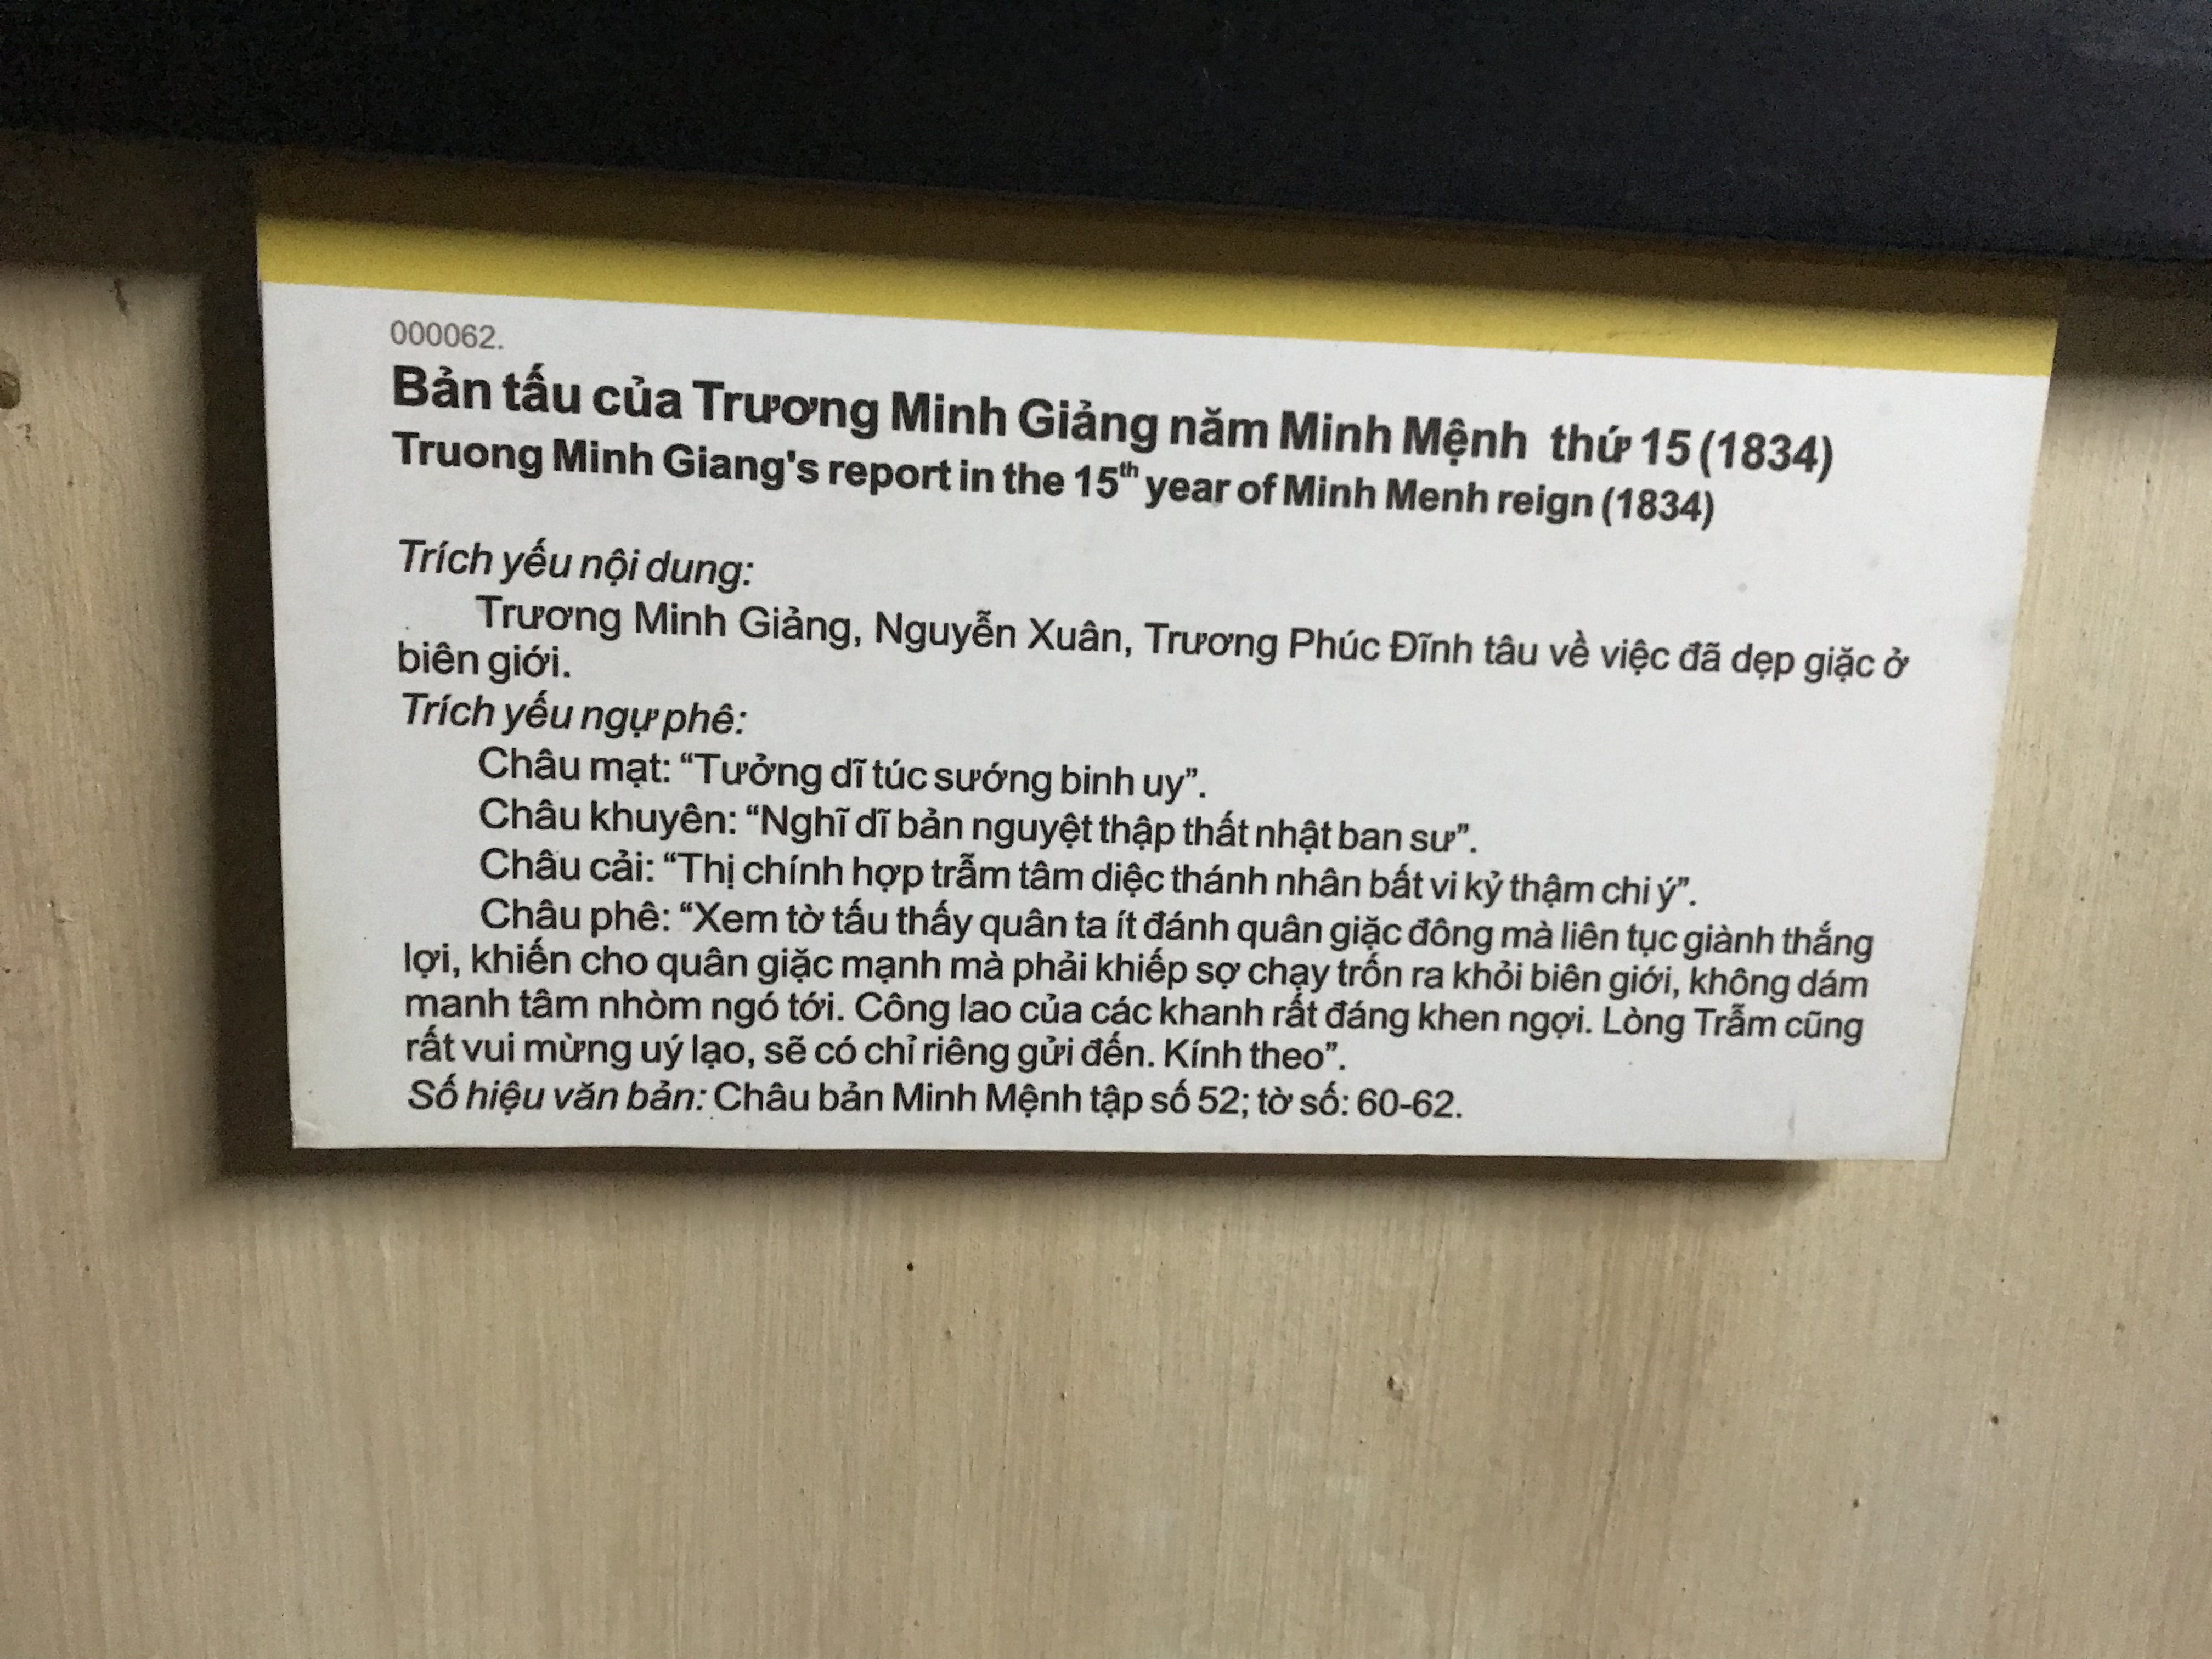 000062.
Bản tấu của Trương Minh Giảng năm Minh Mệnh thứ 15 (1834)
Truong Minh Giang's report in the 15th year of Minh Menh reign (1834)
Trích yếu nội dung:
Trương Minh Giảng, Nguyễn Xuân, Trương Phúc Đĩnh tâu về việc đã dẹp giặc ở
biên giới.
Trích yếu ngự phê:
Châu mạt: “Tưởng dĩ túc sướng binh uy”.
Châu khuyên: “Nghĩ dĩ bản nguyệt thập thất nhật ban sư”.
Châu cải: “Thị chính hợp trẫm tâm diệc thánh nhân bất vi kỷ thậm chi ý”.
Châu phê: “Xem tờ tấu thấy quân ta ít đánh quân giặc đông mà liên tục giành thắng
lợi, khiến cho quân giặc mạnh mà phải khiếp sợ chạy trốn ra khỏi biên giới, không dám
manh tâm nhòm ngó tới. Công lao của các khanh rất đáng khen ngợi. Lòng Trẫm cũng
rất vui mừng uý lạo, sẽ có chỉ riêng gửi đến. Kính theo”.
Số hiệu văn bản: Châu bản Minh Mệnh tập số 52; tờ số: 60-62.